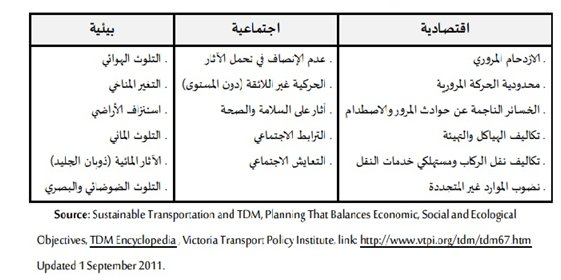 اقتصادية اجتماعية بيئية
. الازدحام المروري . عدم الإنصاف في تحمل الآثار . التلوث الهوائي
. محدودية الحركة المرورية . الحركية غير اللائقة (دون المستوى) . التغير المناخي
. الخسائر الناجمة عن حوادث المرور والاصطدام . آثار على السلامة والصحة . استنزاف الأراضي
. تكاليف الهياكل والتهيئة . الترابط الاجتماعي . التلوث المائي
. تكاليف نقل الركاب ومستهلكي خدمات النقل . التعايش الاجتماعي . الآثار المائية (ذوبان الجليد)
. نضوب الموارد غير المتجددة . التلوث الضوضائي والبصري
Source: Sustainable Transportation and TDM, Planning That Balances Economic, Social and Ecological
Objectives, TDM Encyclopedia , Victoria Transport Policy Institute. link: http://www.vtpi.org/tdm/tdm67.htm
Updated 1 September 2011.